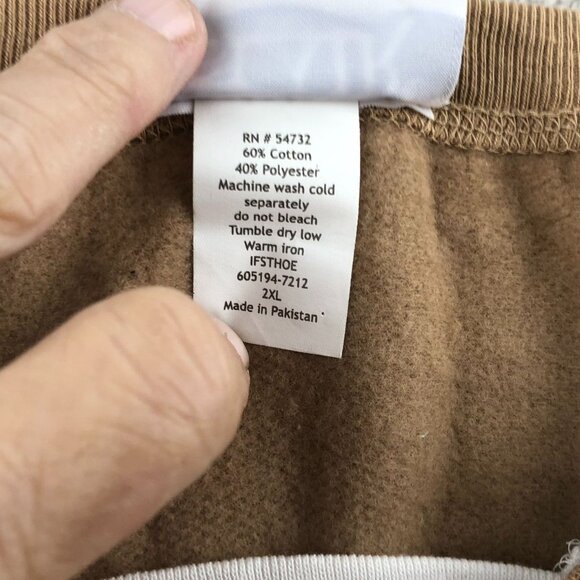 RN # 54732
60% Cotton
40% Polyester
Machine wash cold
separately
do not bleach
Tumble dry low
Warm iron
IFSTHOE
605194-7212
2XL
Made in Pakistan